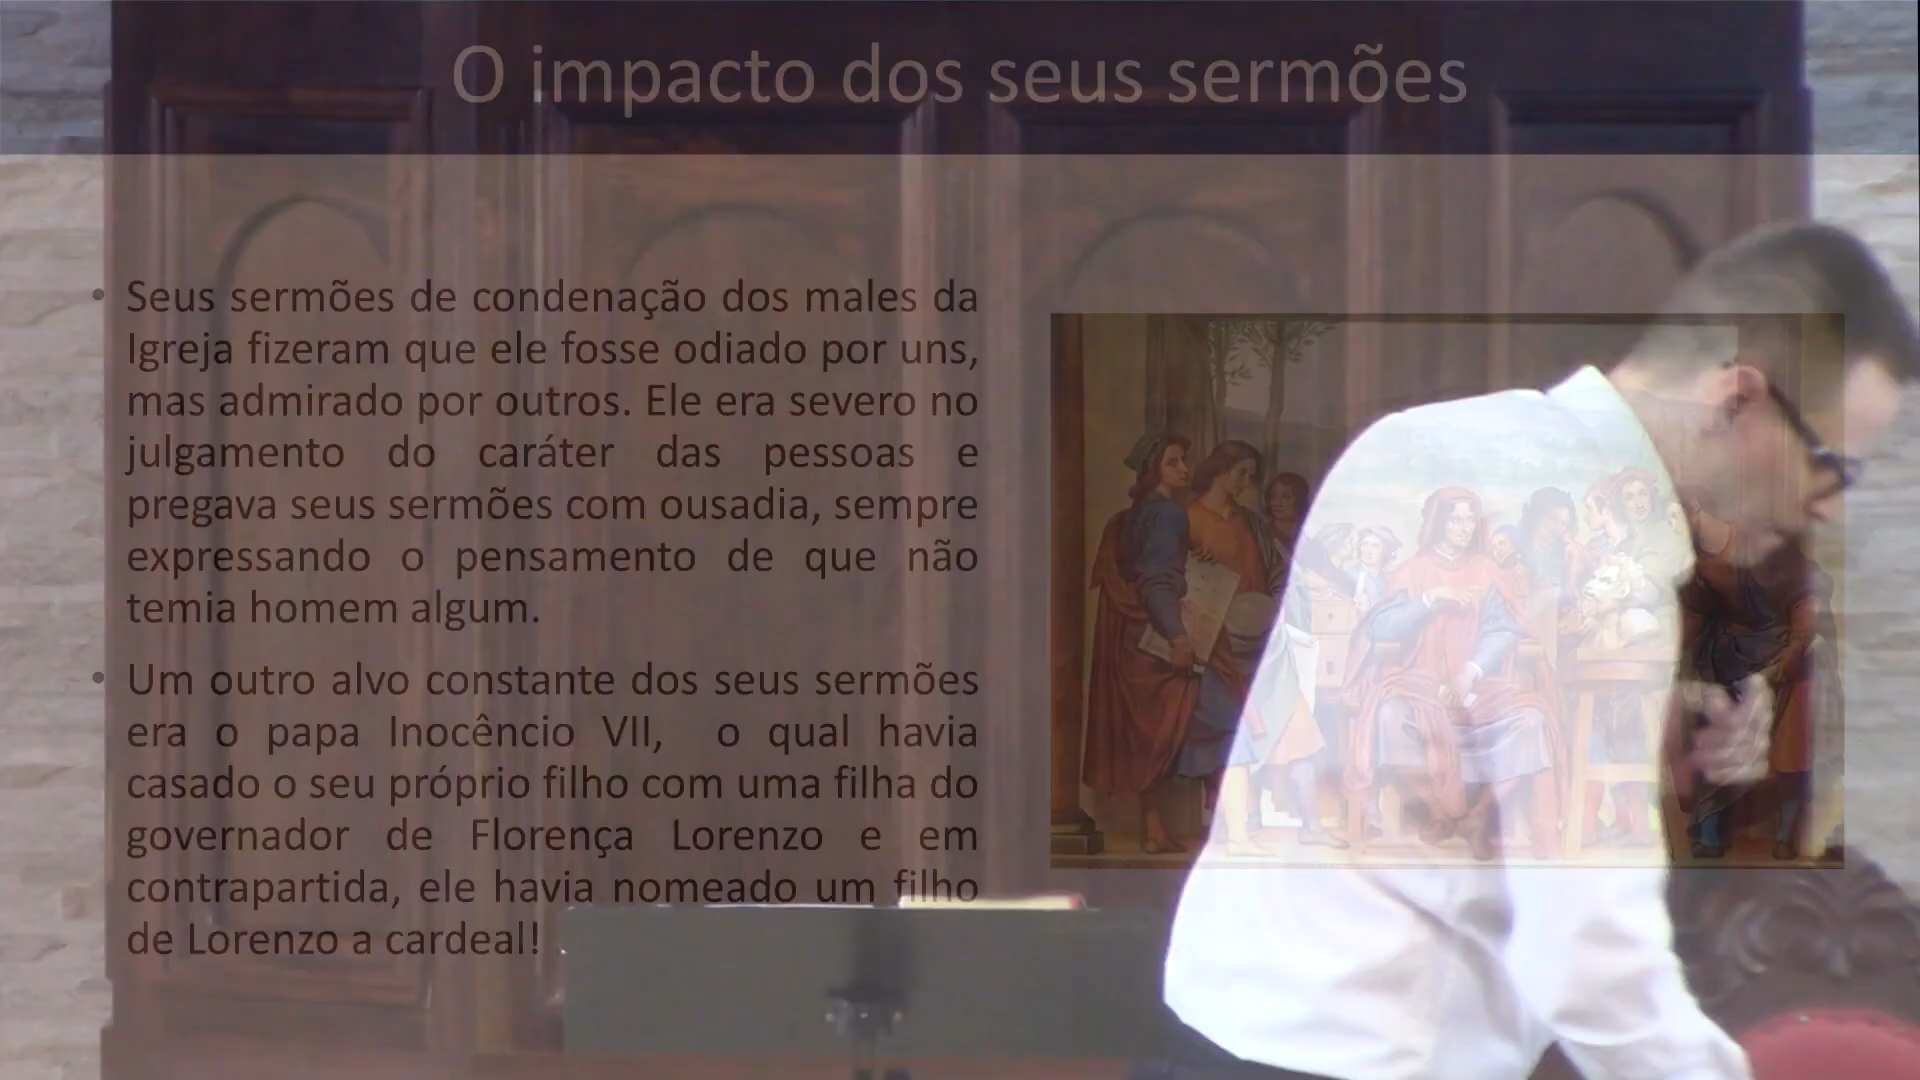 O impacto dos seus sermões
• Seus sermões de condenação dos males da
Igreja fizeram que ele fosse odiado por uns,
mas admirado por outros. Ele era severo no
julgamento do caráter das pessoas e
pregava seus sermões com ousadia, sempre
expressando o pensamento de que não
temia homem algum.
• Um outro alvo constante dos seus sermões
era o papa Inocêncio VII, o qual havia
casado o seu próprio filho com uma filha do
governador de Florença Lorenzo e em
contrapartida, ele havia nomeado um filho
de Lorenzo a cardeal!